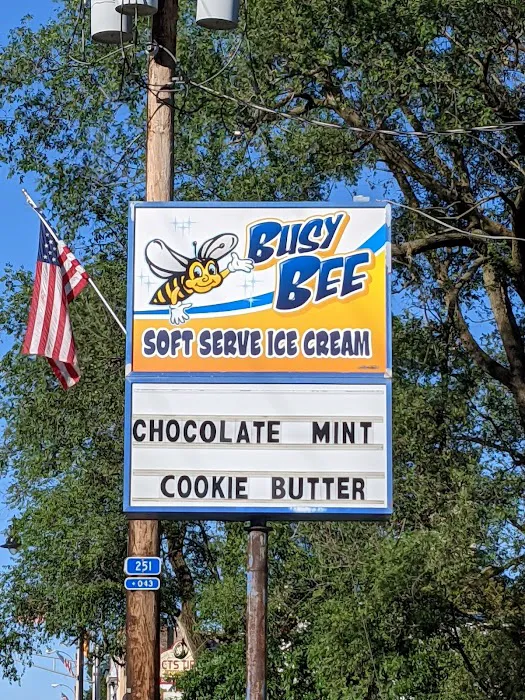 BUSY
BEE
SOFT SERVE ICE CREAM
CHOCOLATE MINT
COOKIE BUTTER
251
+043